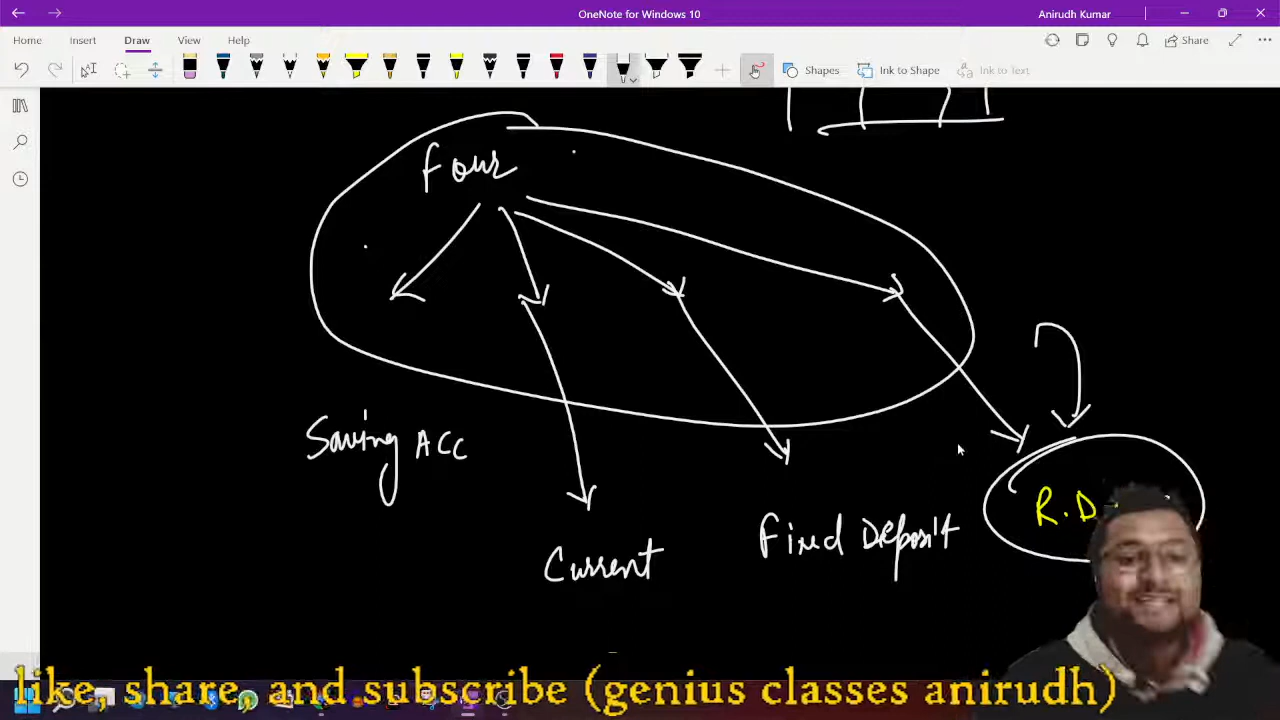 OneNote for Windows 10
Anirudh Kumar
Home Insert Draw View Help
Share
Shapes Ink to Shape Ink to Text
Four
Saving Acc
Current
Fixed Deposit
R.D
like, share, and subscribe (genius classes anirudh)